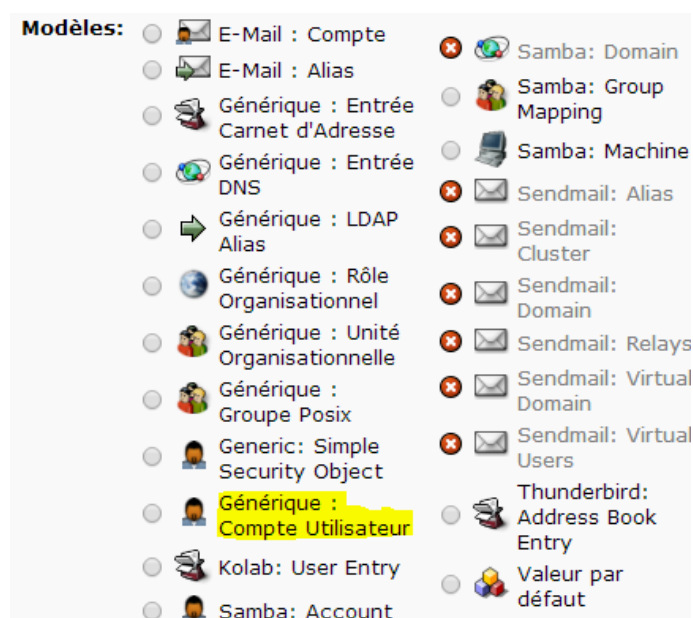 Modèles:
E-Mail : Compte
E-Mail : Alias
Générique : Entrée
Carnet d'Adresse
Générique : Entrée
DNS
Générique : LDAP
Alias
Générique : Rôle
Organisationnel
Générique : Unité
Organisationnelle
Générique :
Groupe Posix
Generic: Simple
Security Object
Générique :
Compte Utilisateur
Kolab: User Entry
Samba: Account
Samba: Domain
Samba: Group
Mapping
Samba: Machine
Sendmail: Alias
Sendmail:
Cluster
Sendmail:
Domain
Sendmail: Relays
Sendmail: Virtual
Domain
Sendmail: Virtual
Users
Thunderbird:
Address Book
Entry
Valeur par
défaut